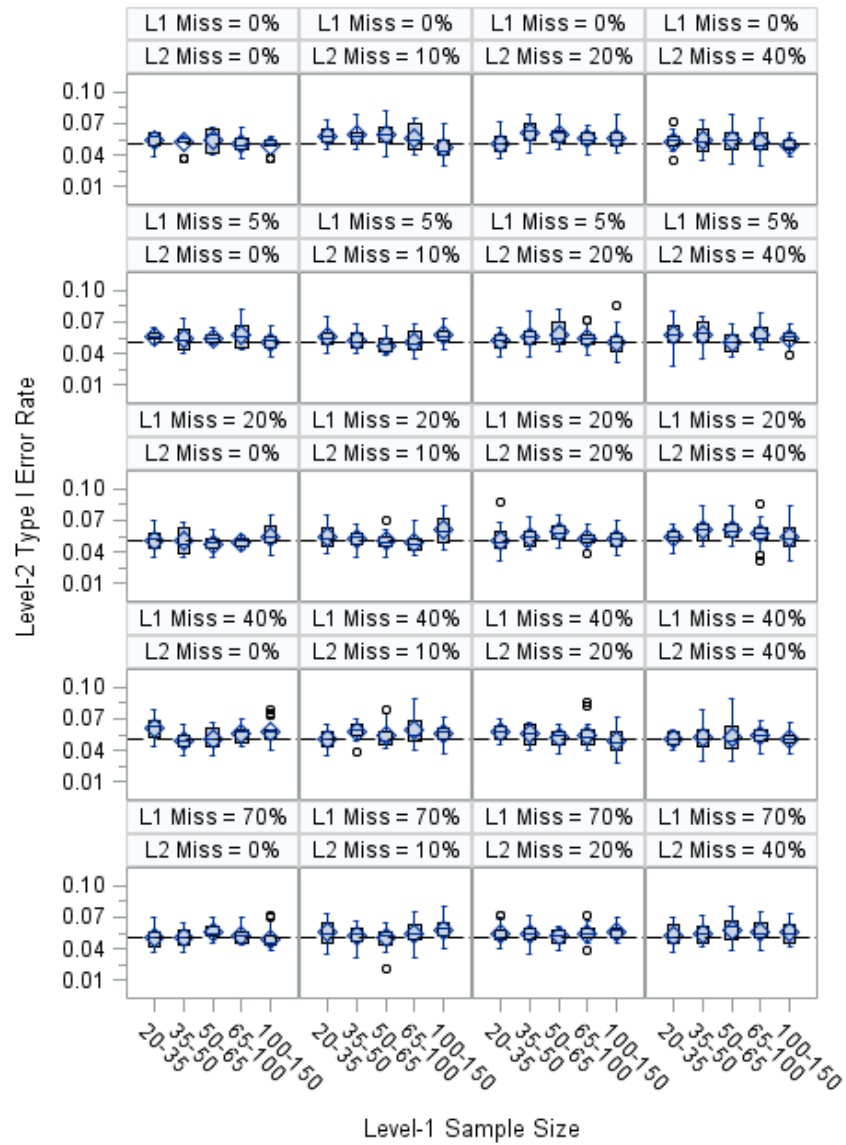 L1 Miss = 0% L1 Miss = 0% L1 Miss = 0% L1 Miss = 0%
L2 Miss = 0% L2 Miss = 10% L2 Miss = 20% L2 Miss = 40%
0.10
0.07
0.04
0.01
L1 Miss = 5% L1 Miss = 5% L1 Miss = 5% L1 Miss = 5%
L2 Miss = 0% L2 Miss = 10% L2 Miss = 20% L2 Miss = 40%
0.10
0.07
0.04
0.01
L1 Miss = 20% L1 Miss = 20% L1 Miss = 20% L1 Miss = 20%
L2 Miss = 0% L2 Miss = 10% L2 Miss = 20% L2 Miss = 40%
0.10
0.07
0.04
0.01
Level-2 Type I Error Rate
L1 Miss = 40% L1 Miss = 40% L1 Miss = 40% L1 Miss = 40%
L2 Miss = 0% L2 Miss = 10% L2 Miss = 20% L2 Miss = 40%
0.10
0.07
0.04
0.01
L1 Miss = 70% L1 Miss = 70% L1 Miss = 70% L1 Miss = 70%
L2 Miss = 0% L2 Miss = 10% L2 Miss = 20% L2 Miss = 40%
0.10
0.07
0.04
0.01
20-35 35-50 50-65 65-100 100-150 20-35 35-50 50-65 65-100 100-150 20-35 35-50 50-65 65-100 100-150 20-35 35-50 50-65 65-100 100-150
Level-1 Sample Size